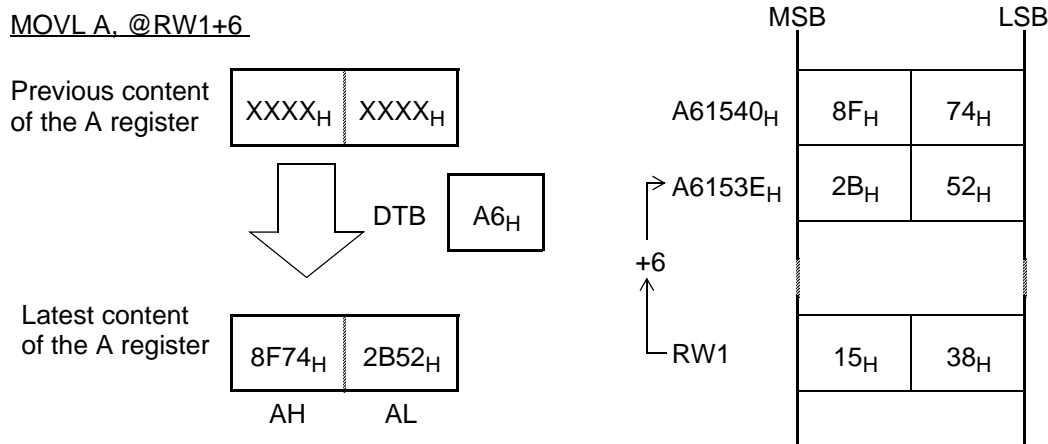 MOVL A, @RW1+6
Previous content
of the A register
XXXXH XXXXH
DTB A6H
Latest content
of the A register
8F74H 2B52H
AH AL
MSB LSB
A61540H 8FH 74H
A6153EH 2BH 52H
+6
RW1 15H 38H